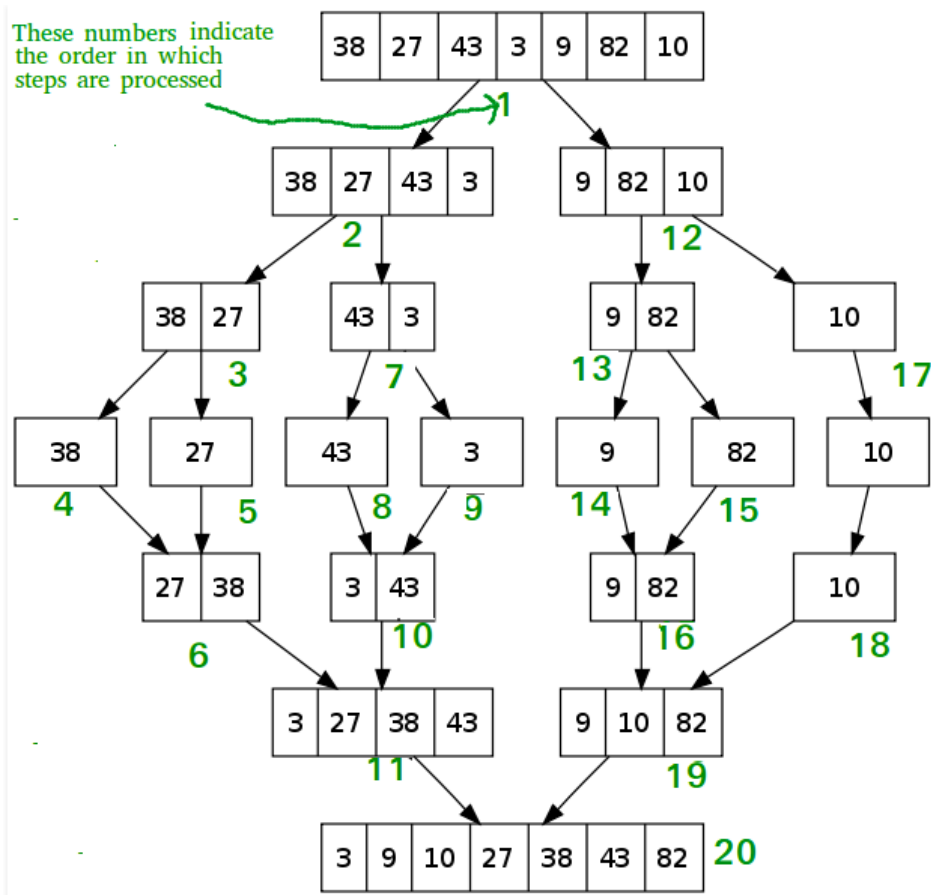 These numbers indicate
the order in which
steps are processed
38 27 43 3 9 82 10
1
38 27 43 3 9 82 10
2 12
38 27 43 3 9 82 10
3 7 13 17
38 27 43 3 9 82 10
4 5 8 9 14 15
27 38 3 43 9 82 10
6 10 16 18
3 27 38 43 9 10 82
11 19
3 9 10 27 38 43 82 20